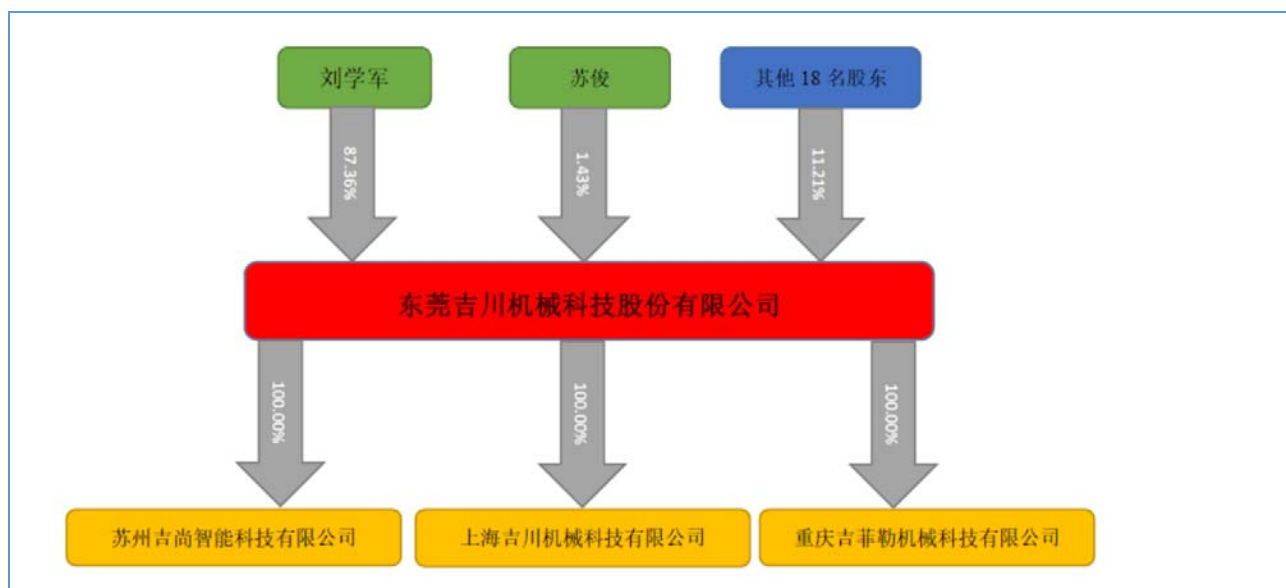 刘学军
苏俊
其他 18 名股东
87.36%
1.43%
11.21%
东莞吉川机械科技股份有限公司
100.00%
100.00%
100.00%
苏州吉尚智能科技有限公司
上海吉川机械科技有限公司
重庆吉菲勒机械科技有限公司